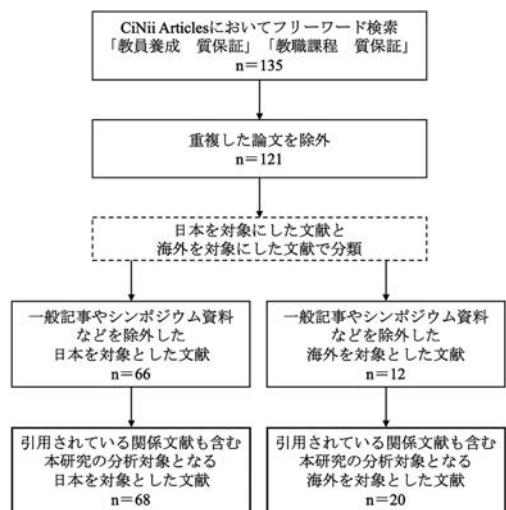 CiNii Articlesにおいてフリーワード検索
「教員養成　質保証」「教職課程　質保証」
n＝135
重複した論文を除外
n＝121
日本を対象にした文献と
海外を対象にした文献で分類
一般記事やシンポジウム資料
などを除外した
日本を対象とした文献
n＝66
一般記事やシンポジウム資料
などを除外した
海外を対象とした文献
n＝12
引用されている関係文献も含む
本研究の分析対象となる
日本を対象とした文献
n＝68
引用されている関係文献も含む
本研究の分析対象となる
海外を対象とした文献
n＝20